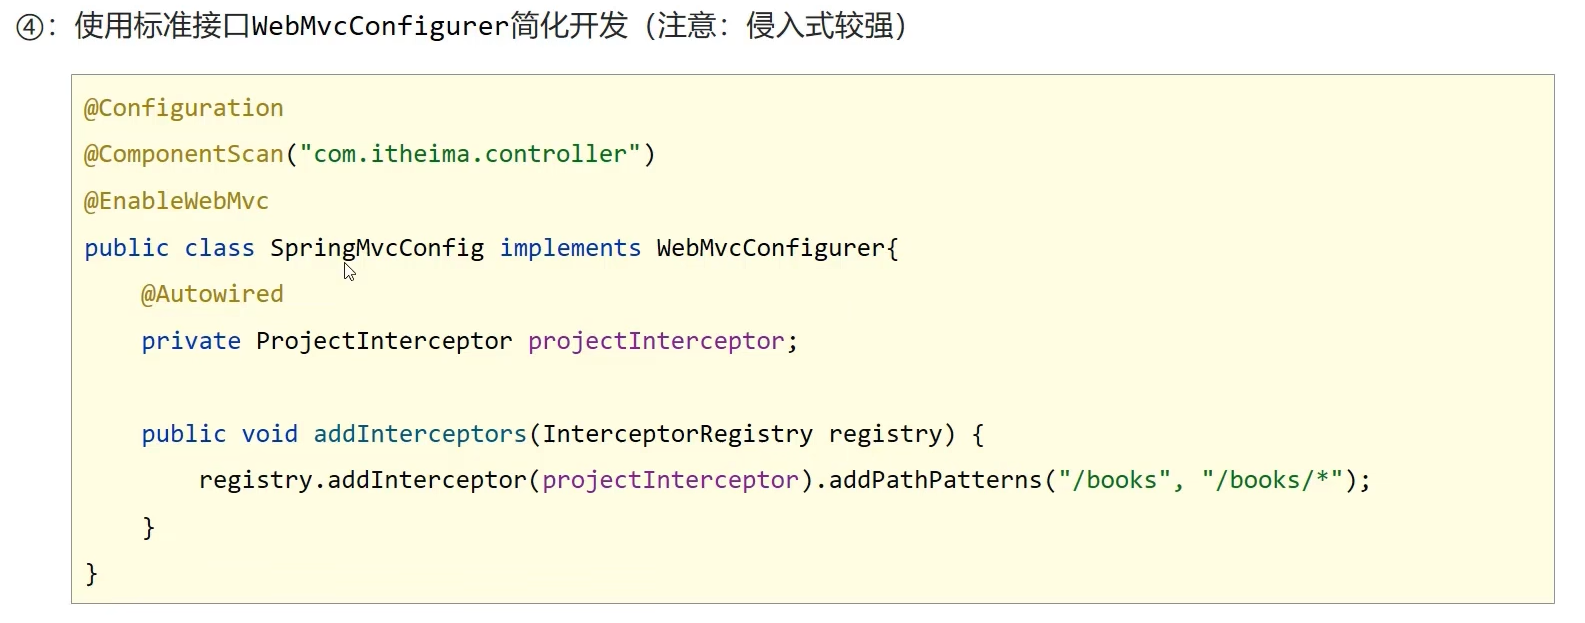 ④：使用标准接口WebMvcConfigurer简化开发（注意：侵入式较强）
@Configuration
@ComponentScan("com.itheima.controller")
@EnableWebMvc
public class SpringMvcConfig implements WebMvcConfigurer{
    @Autowired
    private ProjectInterceptor projectInterceptor;
    public void addInterceptors(InterceptorRegistry registry) {
        registry.addInterceptor(projectInterceptor).addPathPatterns("/books", "/books/*");
    }
}